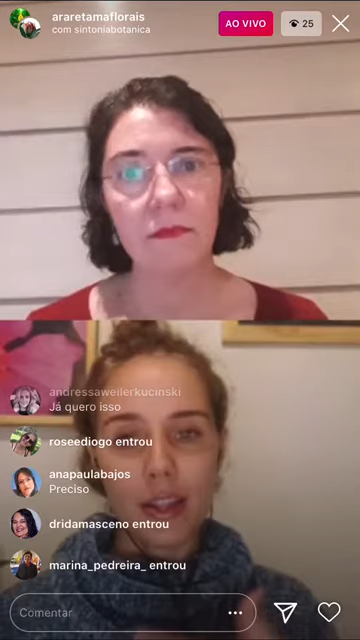 araretamaflorais
com sintoniabotanica
AO VIVO
25
andressaweilerkucinski
Já quero isso
roseediogo entrou
anapaulabajos
Preciso
dridamasceno entrou
marina_pedreira_ entrou
Comentar